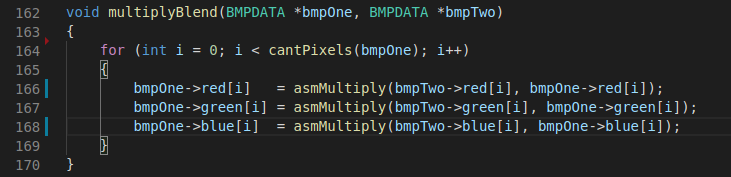 162 void multiplyBlend(BMPDATA *bmpOne, BMPDATA *bmpTwo)
163 {
164     for (int i = 0; i < cantPixels(bmpOne); i++)
165     {
166         bmpOne->red[i]   = asmMultiply(bmpTwo->red[i], bmpOne->red[i]);
167         bmpOne->green[i] = asmMultiply(bmpTwo->green[i], bmpOne->green[i]);
168         bmpOne->blue[i]  = asmMultiply(bmpTwo->blue[i], bmpOne->blue[i]);
169     }
170 }